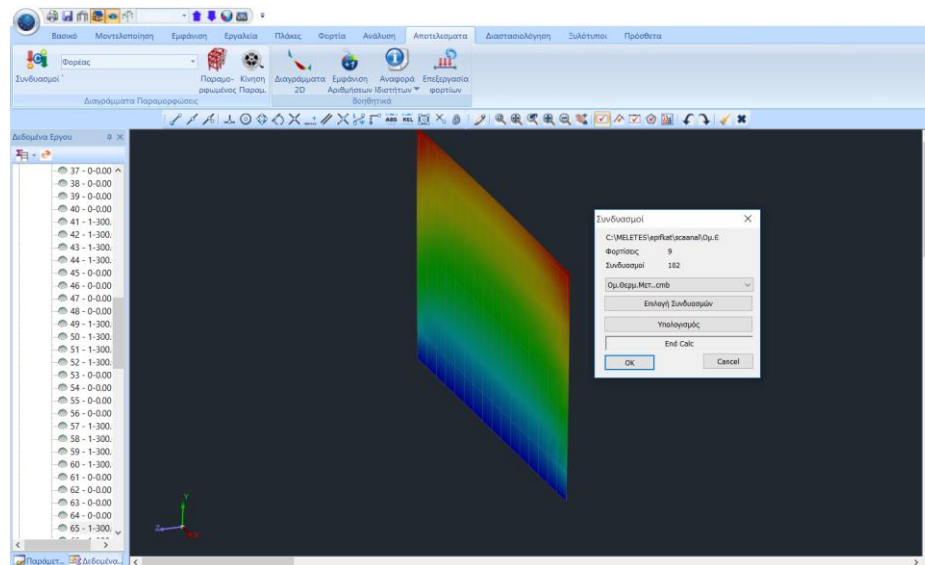 Βασικό Μοντελοποίηση Εμφάνιση Εργαλεία Πλάκες Φορτία Ανάλυση Αποτελεσματα Διαστασιολόγηση Ξυλότυποι Πρόσθετα
Συνδυασμοί
Φορέας
Παραμο-ρφωμένος
Κίνηση Παραμ.
Διαγράμματα 2D
Εμφάνιση Αριθμήσεων
Αναφορά Ιδιοτήτων
Επεξεργασία φορτίων
Διαγράμματα Παραμορφώσεις
Βοηθητικά
ABS REL
Δεδομένα Εργου
37 - 0-0.00
38 - 0-0.00
39 - 0-0.00
40 - 0-0.00
41 - 1-300.
42 - 1-300.
43 - 1-300.
44 - 1-300.
45 - 0-0.00
46 - 0-0.00
47 - 0-0.00
48 - 0-0.00
49 - 1-300.
50 - 1-300.
51 - 1-300.
52 - 1-300.
53 - 0-0.00
54 - 0-0.00
55 - 0-0.00
56 - 0-0.00
57 - 1-300.
58 - 1-300.
59 - 1-300.
60 - 1-300.
61 - 0-0.00
62 - 0-0.00
63 - 0-0.00
64 - 0-0.00
65 - 1-300.
Παράμετ... Δεδομένα...
Y
Z
X
Συνδυασμοί
C:\MELETES\epifkat\scaanal\Ομ.Θ
Φορτίσεις 9
Συνδυασμοί 182
Ομ.Θερμ.Μετ..cmb
Επιλογή Συνδυασμών
Υπολογισμός
End Calc
OK Cancel